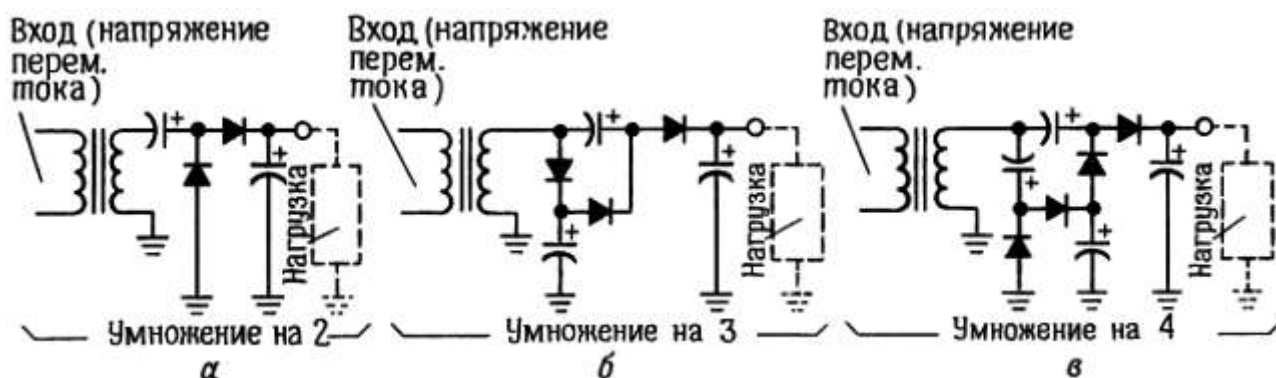 Вход (напряжение
перем.
тока)
Нагрузка
Умножение на 2
а
Вход (напряжение
перем.
тока)
Нагрузка
Умножение на 3
б
Вход (напряжение
перем.
тока)
Нагрузка
Умножение на 4
в